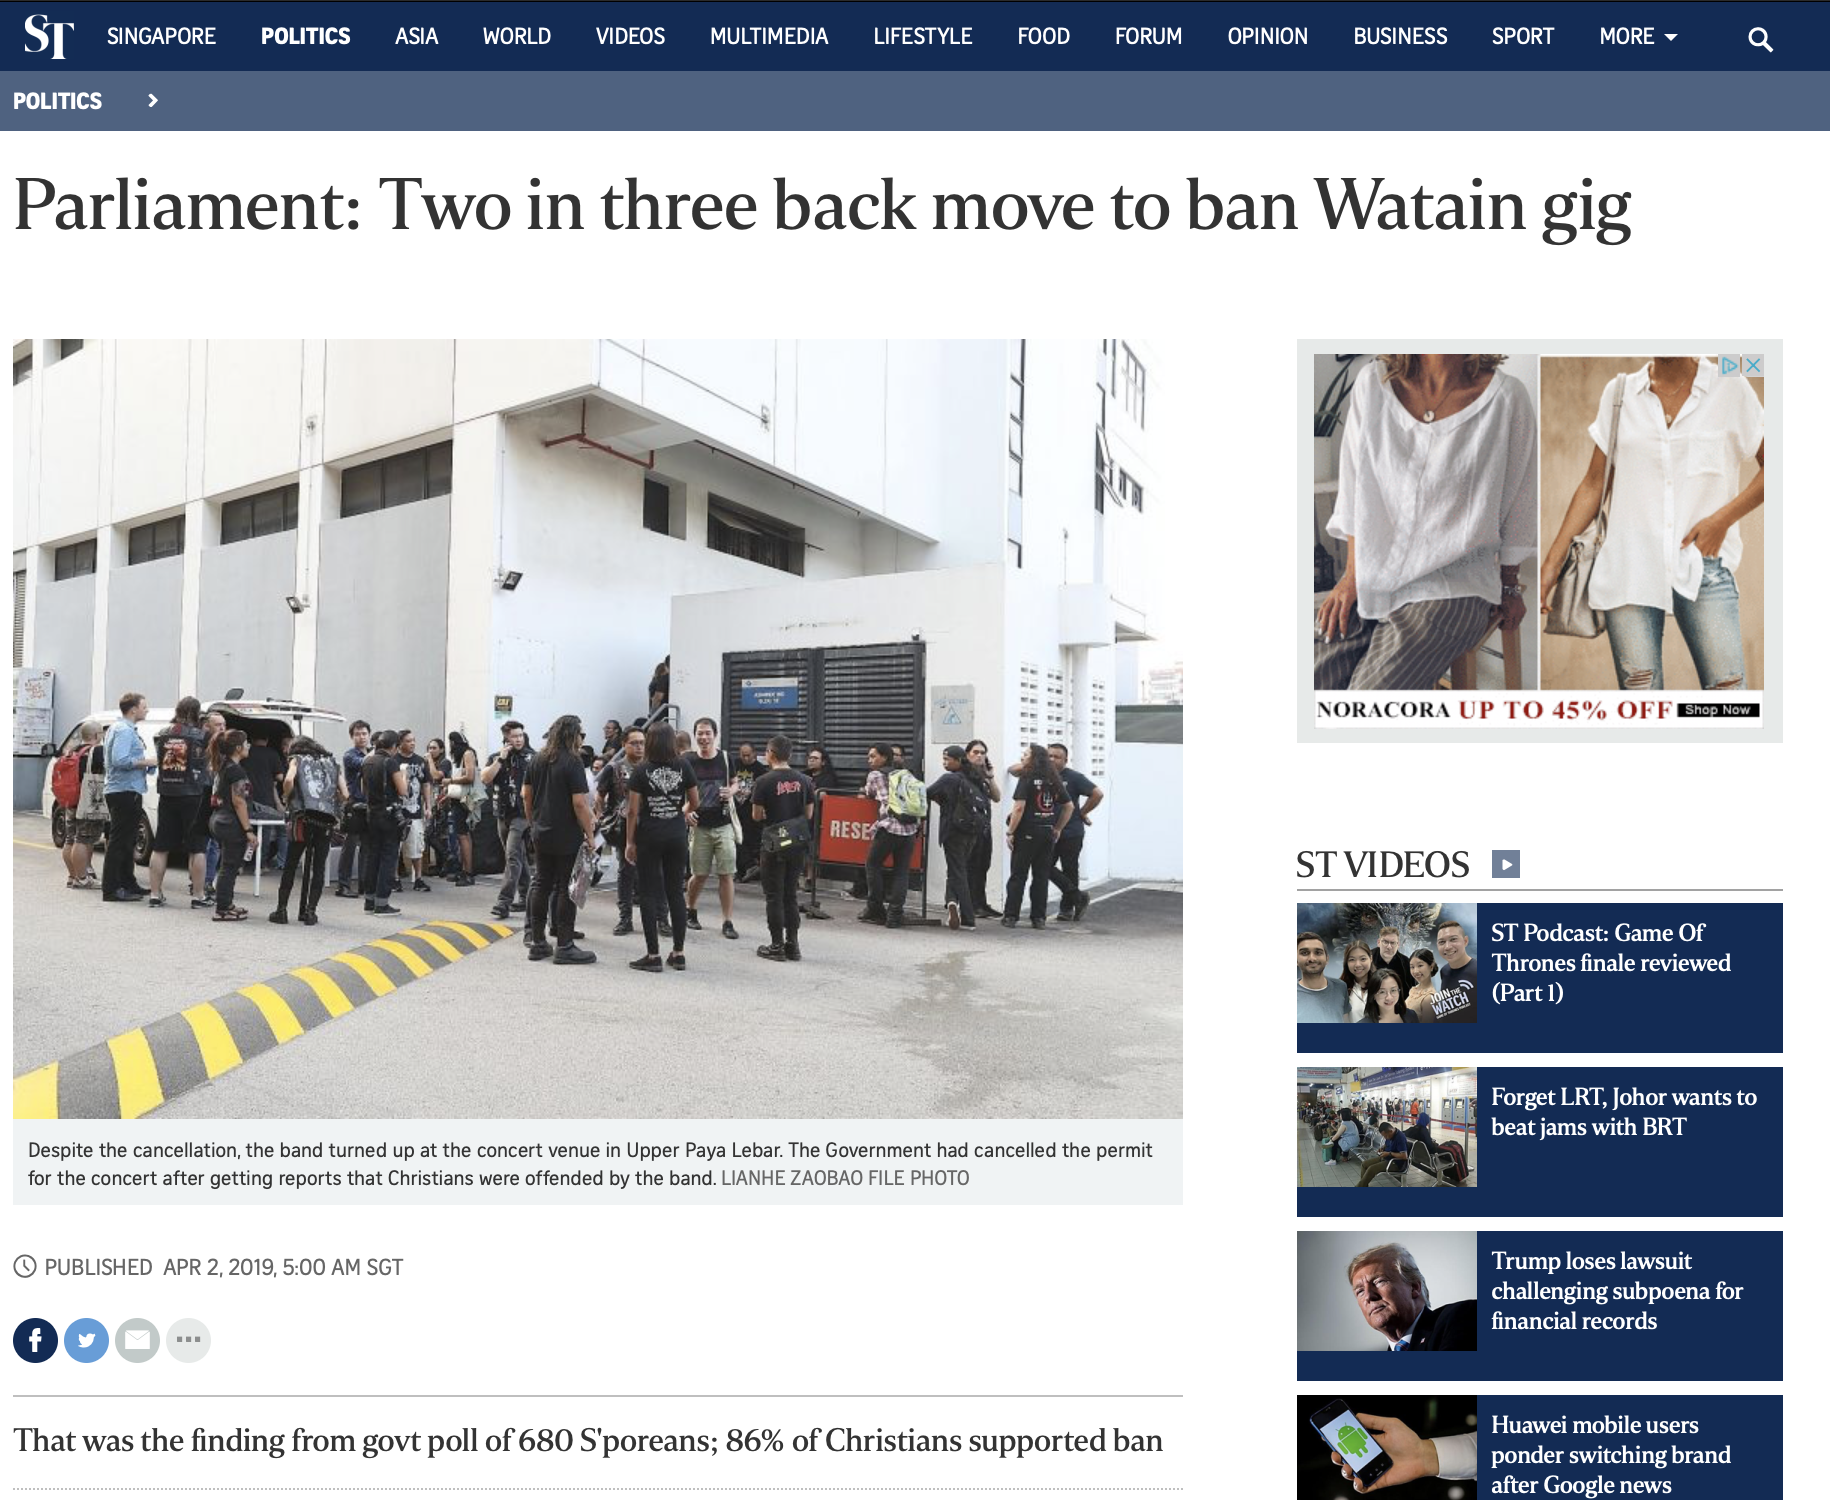 ST SINGAPORE POLITICS ASIA WORLD VIDEOS MULTIMEDIA LIFESTYLE FOOD FORUM OPINION BUSINESS SPORT MORE
POLITICS
Parliament: Two in three back move to ban Watain gig
RESE
Despite the cancellation, the band turned up at the concert venue in Upper Paya Lebar. The Government had cancelled the permit
for the concert after getting reports that Christians were offended by the band. LIANHE ZAOBAO FILE PHOTO
PUBLISHED APR 2, 2019, 5:00 AM SGT
That was the finding from govt poll of 680 S'poreans; 86% of Christians supported ban
NORACORA UP TO 45% OFF Shop Now
ST VIDEOS
ST Podcast: Game Of
Thrones finale reviewed
(Part 1)
JOIN THE
WATCH
Forget LRT, Johor wants to
beat jams with BRT
Trump loses lawsuit
challenging subpoena for
financial records
Huawei mobile users
ponder switching brand
after Google news